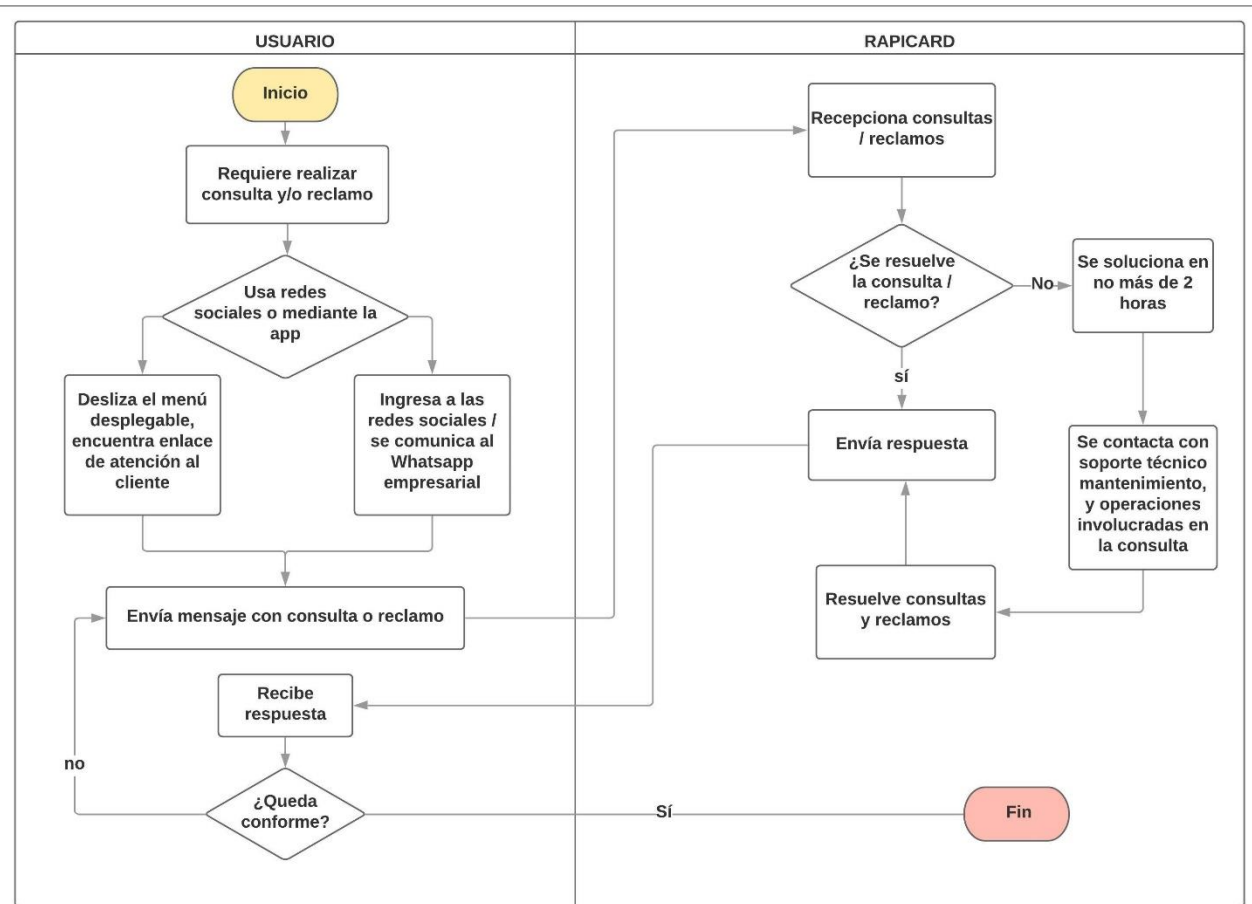 USUARIO
RAPICARD
Inicio
Requiere realizar
consulta y/o reclamo
Usa redes
sociales o mediante la
app
Desliza el menú
desplegable,
encuentra enlace
de atención al
cliente
Ingresa a las
redes sociales /
se comunica al
Whatsapp
empresarial
Envía mensaje con consulta o reclamo
Recibe
respuesta
¿Queda
conforme?
no
Sí
Recepciona consultas
/ reclamos
¿Se resuelve
la consulta /
reclamo?
No
Se soluciona en
no más de 2
horas
sí
Envía respuesta
Se contacta con
soporte técnico
mantenimiento,
y operaciones
involucradas en
la consulta
Resuelve consultas
y reclamos
Fin